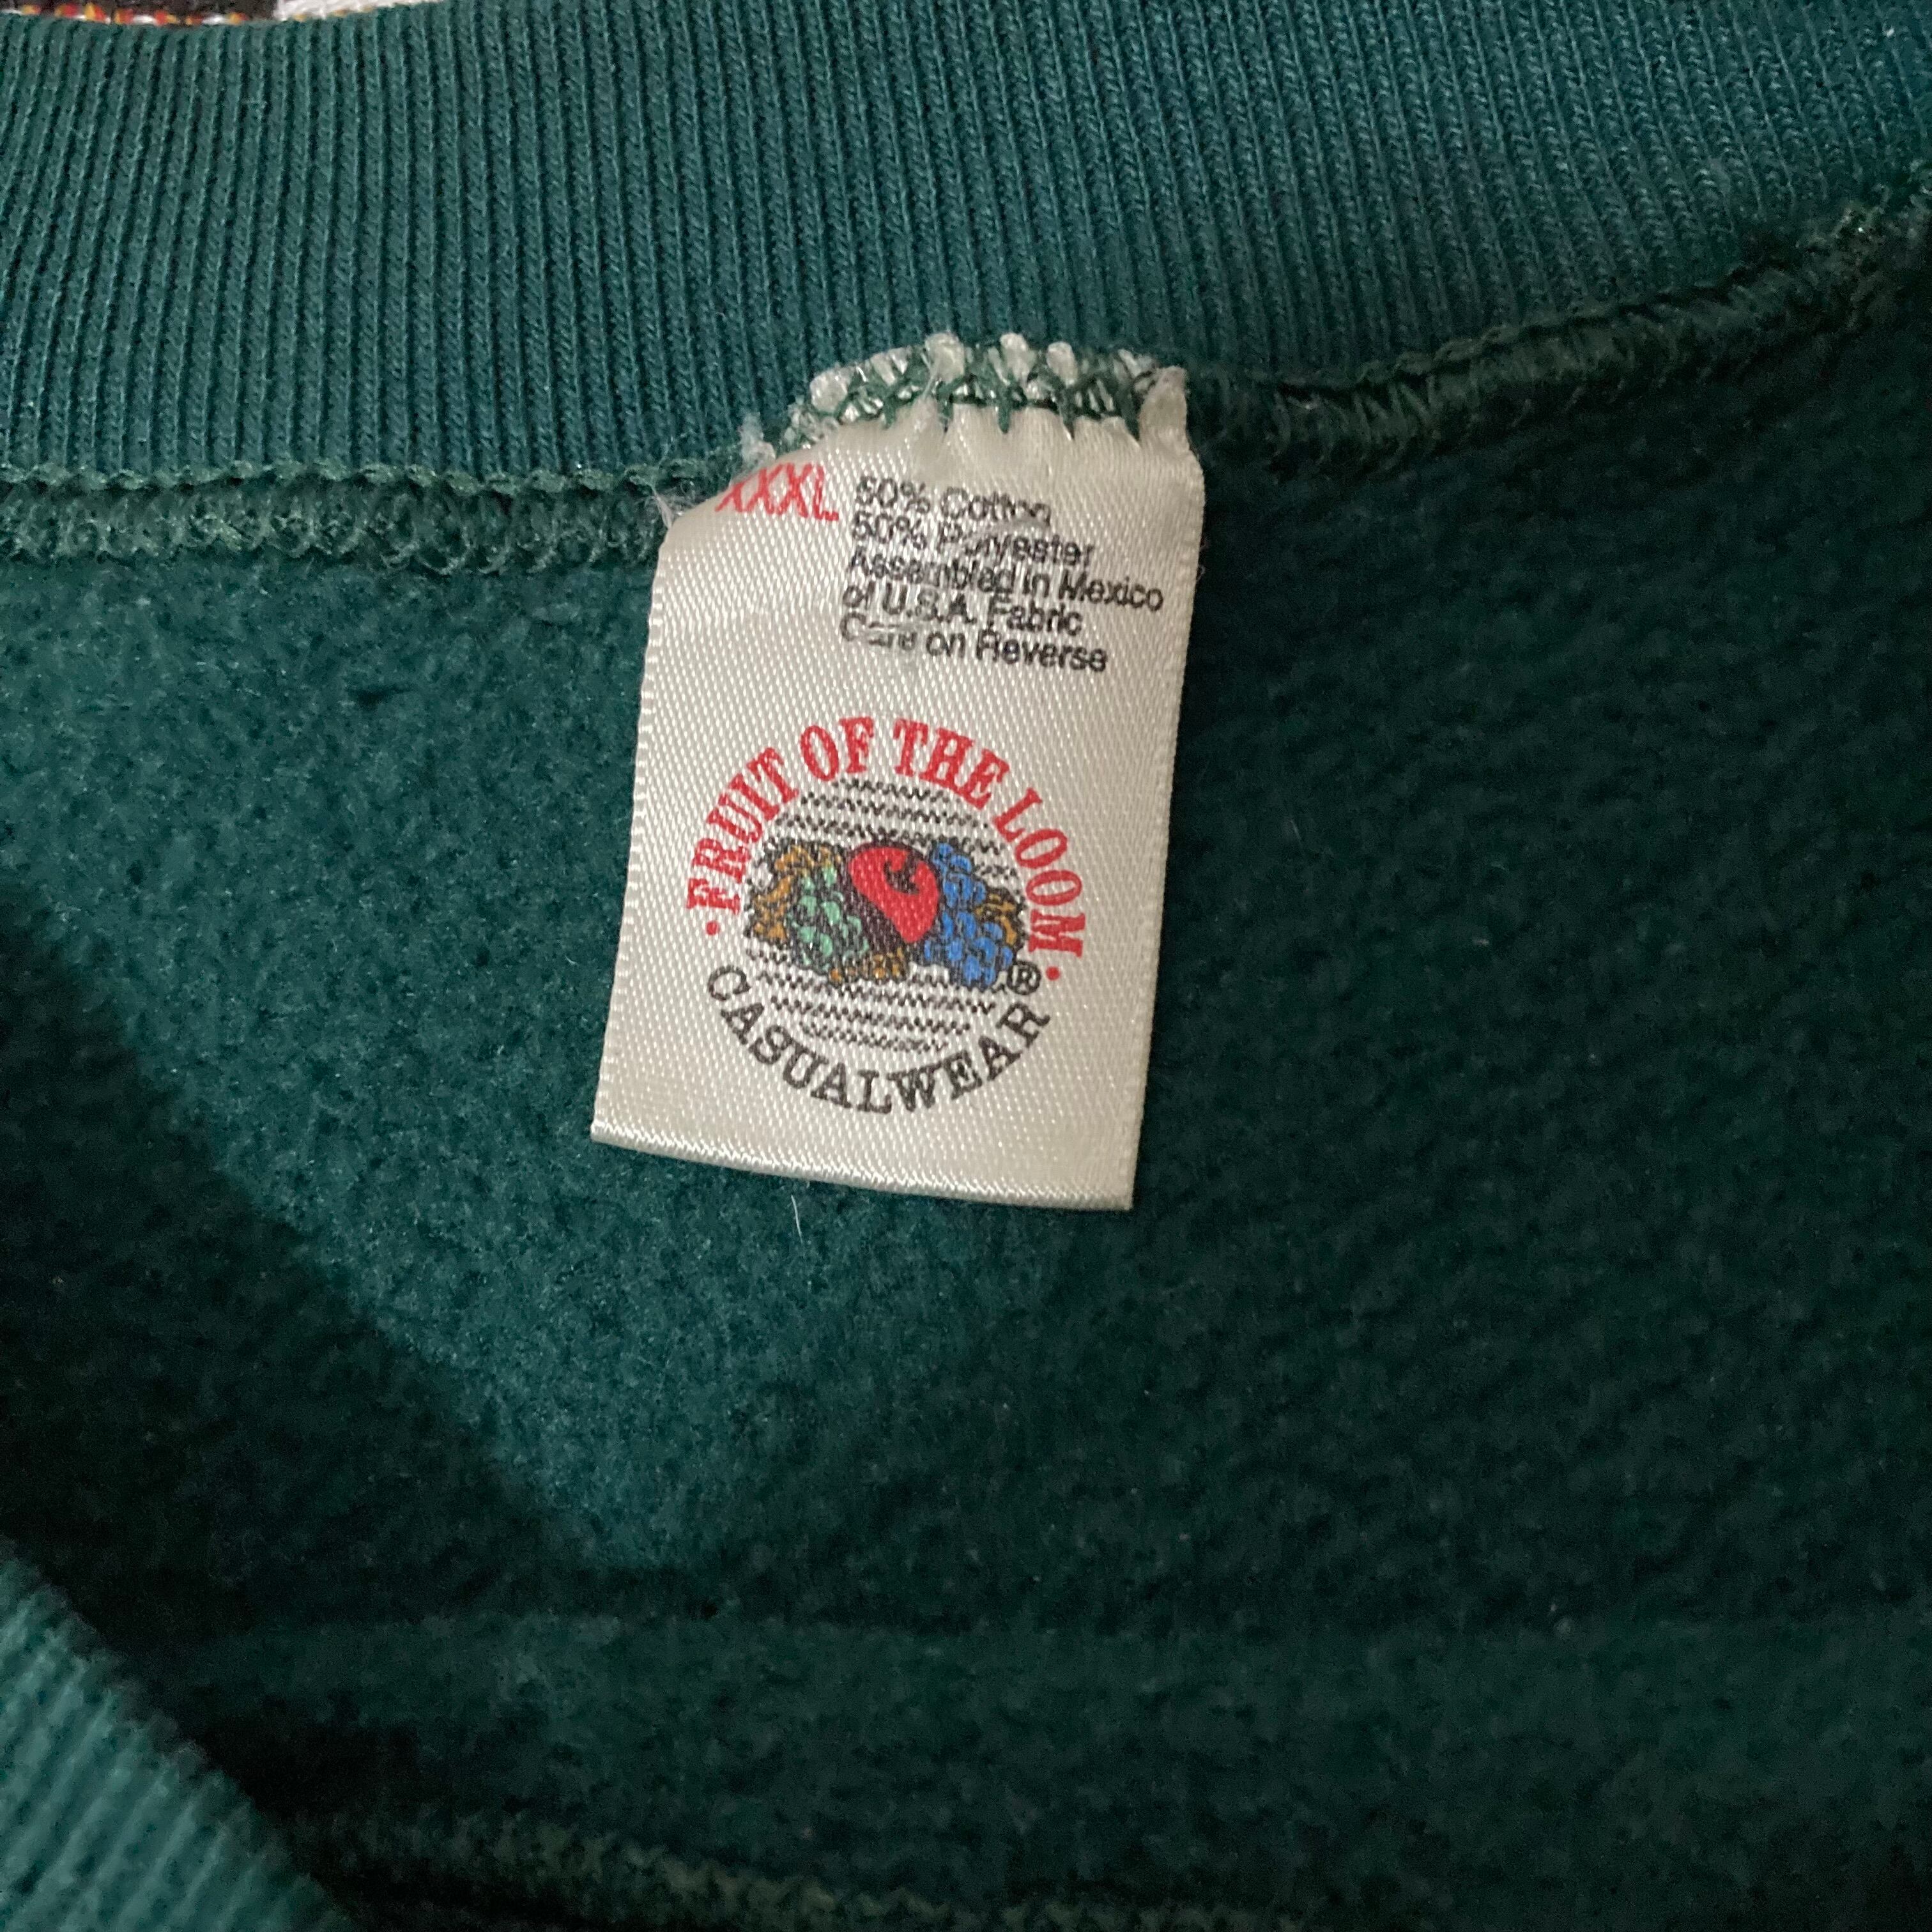 XXXL
50% Cotton
50% Polyester
Assembled in Mexico
of U.S.A. Fabric
Care on Reverse
• FRUIT OF THE LOOM •
®
CASUALWEAR